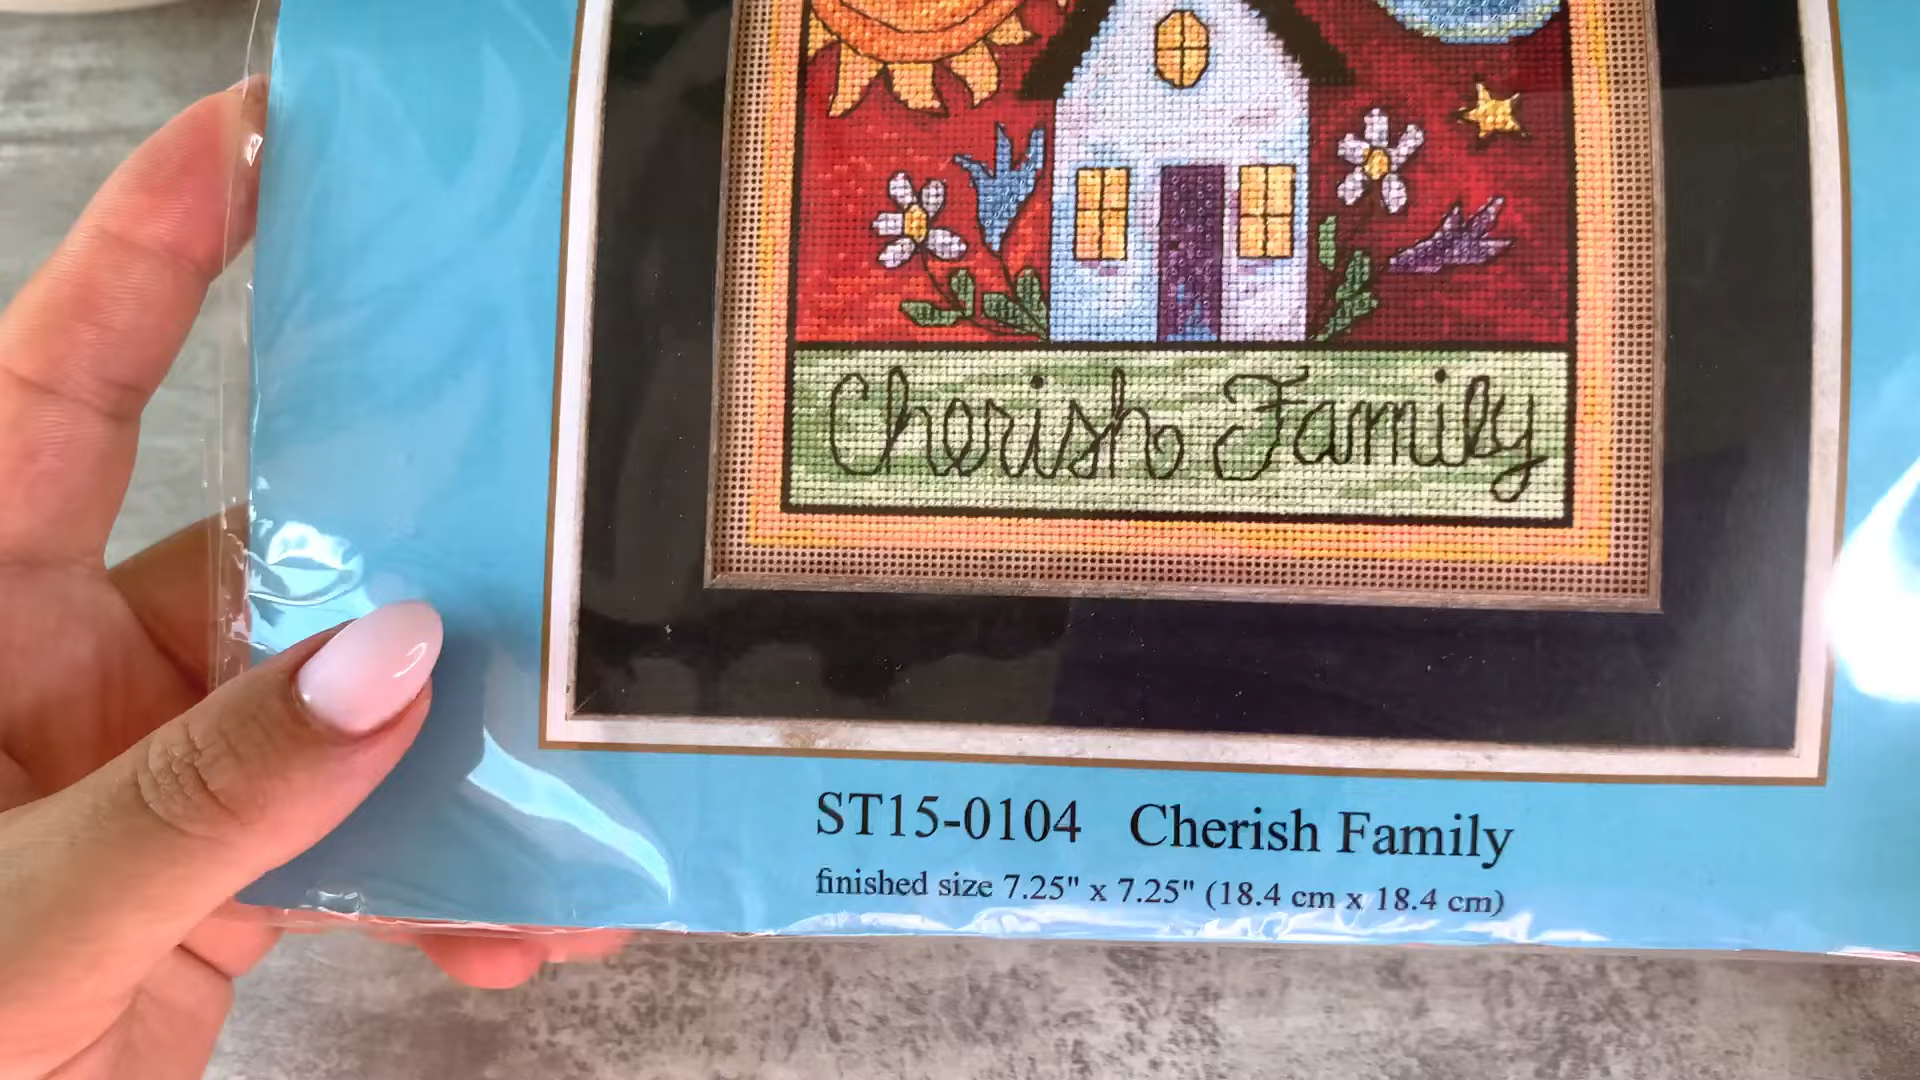 Cherish Family
ST15-0104 Cherish Family
finished size 7.25" x 7.25" (18.4 cm x 18.4 cm)